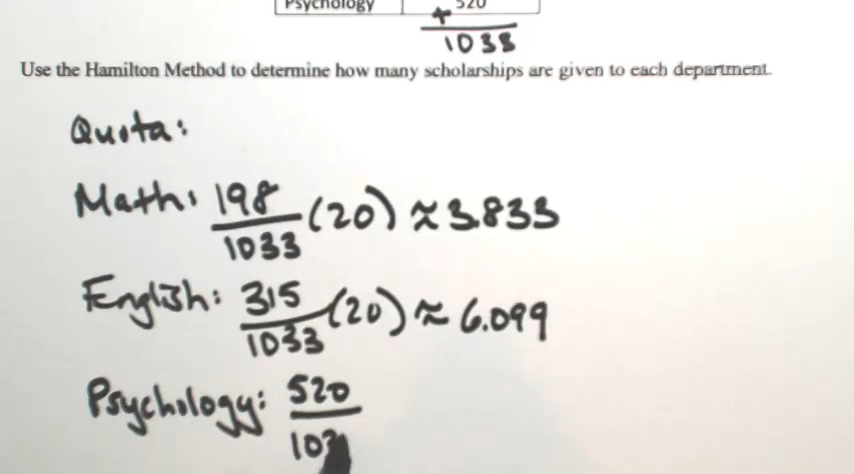 Psychology 520
+
1033
Use the Hamilton Method to determine how many scholarships are given to each department.
Quota:
Math: 198/1033 (20) ≈ 3.833
English: 315/1033 (20) ≈ 6.099
Psychology: 520/103